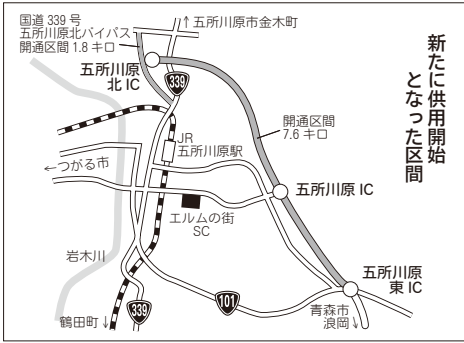 新たに供用開始
となった区間
国道 339 号
五所川原北バイパス
開通区間 1.8 キロ
↑五所川原市金木町
五所川原
北 IC
339
開通区間
7.6 キロ
JR
五所川原駅
←つがる市
五所川原 IC
エルムの街
SC
岩木川
五所川原
東 IC
101
339
鶴田町↓
青森市
浪岡↓